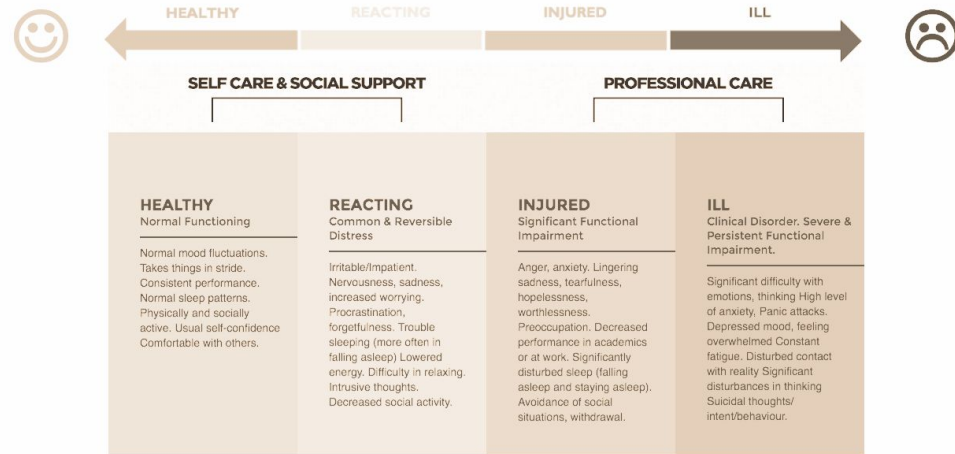 HEALTHY
REACTING
INJURED
ILL
SELF CARE & SOCIAL SUPPORT
PROFESSIONAL CARE
HEALTHY
Normal Functioning
Normal mood fluctuations.
Takes things in stride.
Consistent performance.
Normal sleep patterns.
Physically and socially
active. Usual self-confidence
Comfortable with others.
REACTING
Common & Reversible
Distress
Irritable/Impatient.
Nervousness, sadness,
increased worrying.
Procrastination,
forgetfulness. Trouble
sleeping (more often in
falling asleep) Lowered
energy. Difficulty in relaxing.
Intrusive thoughts.
Decreased social activity.
INJURED
Significant Functional
Impairment
Anger, anxiety. Lingering
sadness, tearfulness,
hopelessness,
worthlessness.
Preoccupation. Decreased
performance in academics
or at work. Significantly
disturbed sleep (falling
asleep and staying asleep).
Avoidance of social
situations, withdrawal.
ILL
Clinical Disorder. Severe &
Persistent Functional
Impairment.
Significant difficulty with
emotions, thinking High level
of anxiety, Panic attacks.
Depressed mood, feeling
overwhelmed Constant
fatigue. Disturbed contact
with reality Significant
disturbances in thinking
Suicidal thoughts/
intent/behaviour.